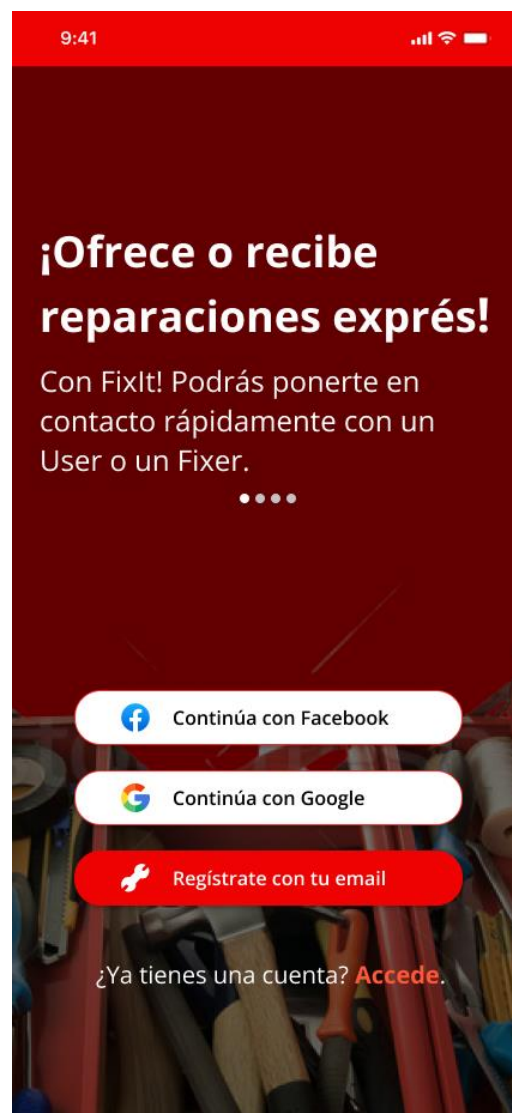 9:41
¡Ofrece o recibe
reparaciones exprés!
Con FixIt! Podrás ponerte en
contacto rápidamente con un
User o un Fixer.
Continúa con Facebook
Continúa con Google
Regístrate con tu email
¿Ya tienes una cuenta? Accede.